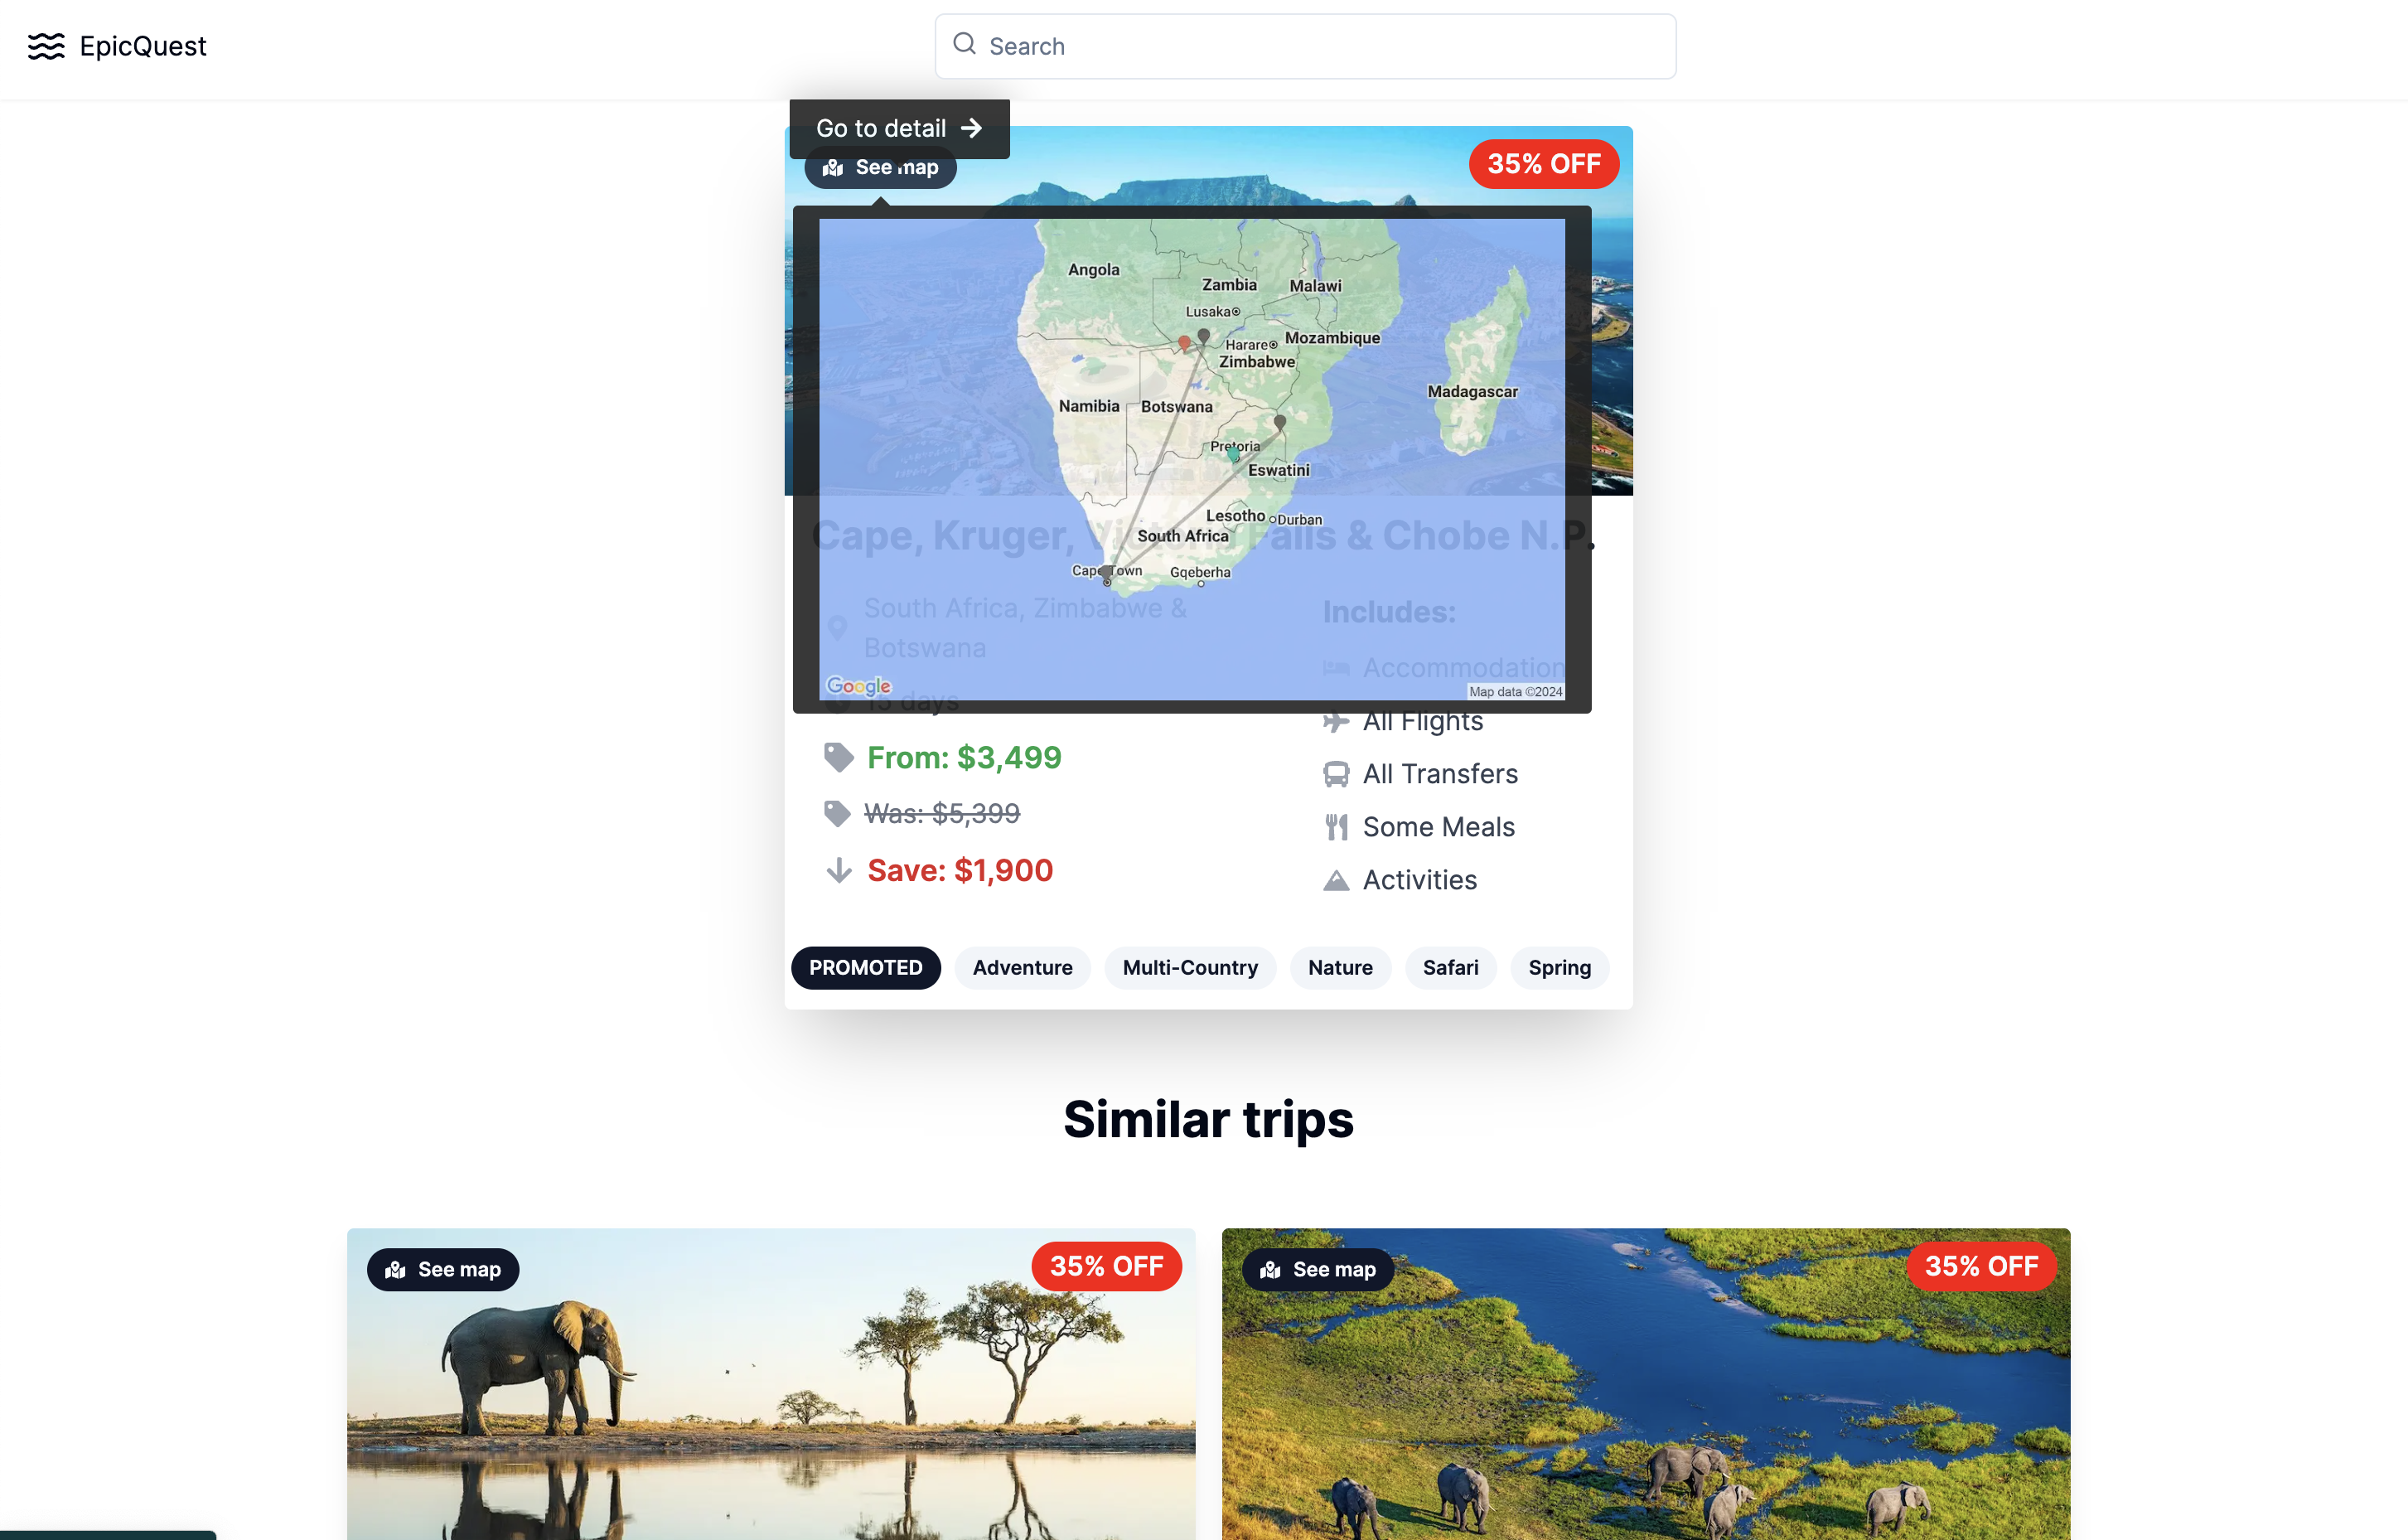 EpicQuest
Search
Go to detail
See map
35% OFF
Angola
Zambia
Malawi
Lusaka
Mozambique
Harare
Zimbabwe
Madagascar
Namibia
Botswana
Pretoria
Eswatini
Lesotho
Durban
South Africa
Cape Town
Gqeberha
Google
Map data ©2024
Cape, Kruger, Victoria Falls & Chobe N.P.
South Africa, Zimbabwe &
Botswana
15 days
From: $3,499
Was: $5,399
Save: $1,900
Includes:
Accommodation
All Flights
All Transfers
Some Meals
Activities
PROMOTED
Adventure
Multi-Country
Nature
Safari
Spring
Similar trips
See map
35% OFF
See map
35% OFF